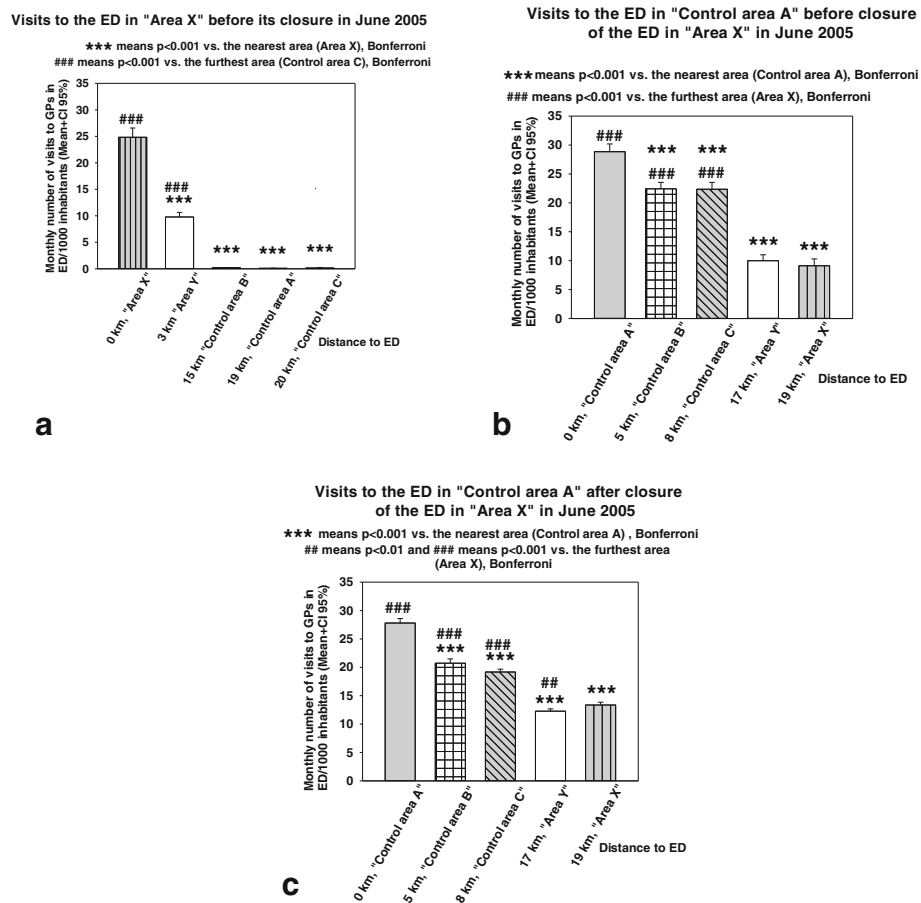 Visits to the ED in "Area X" before its closure in June 2005
*** means p<0.001 vs. the nearest area (Area X), Bonferroni
### means p<0.001 vs. the furthest area (Control area C), Bonferroni
Monthly number of visits to GPs in
ED/1000 inhabitants (Mean+CI 95%)
35
30
25
20
15
10
5
0
###
###
***
***
***
***
0 km, "Area X"
3 km "Area Y"
15 km "Control area B"
19 km, "Control area A"
20 km, "Control area C"
Distance to ED
a
Visits to the ED in "Control area A" before closure
of the ED in "Area X" in June 2005
*** means p<0.001 vs. the nearest area (Control area A), Bonferroni
### means p<0.001 vs. the furthest area (Area X), Bonferroni
Monthly number of visits to GPs in
ED/1000 inhabitants (Mean+CI 95%)
35
30
25
20
15
10
5
0
###
***
###
***
###
***
***
0 km, "Control area A"
5 km, "Control area B"
8 km, "Control area C"
17 km, "Area Y"
19 km, "Area X"
Distance to ED
b
Visits to the ED in "Control area A" after closure
of the ED in "Area X" in June 2005
*** means p<0.001 vs. the nearest area (Control area A) , Bonferroni
## means p<0.01 and ### means p<0.001 vs. the furthest area
(Area X), Bonferroni
Monthly number of visits to GPs in
ED/1000 inhabitants (Mean+CI 95%)
35
30
25
20
15
10
5
0
###
###
***
###
***
##
***
***
0 km, "Control area A"
5 km, "Control area B"
8 km, "Control area C"
17 km, "Area Y"
19 km, "Area X"
Distance to ED
c